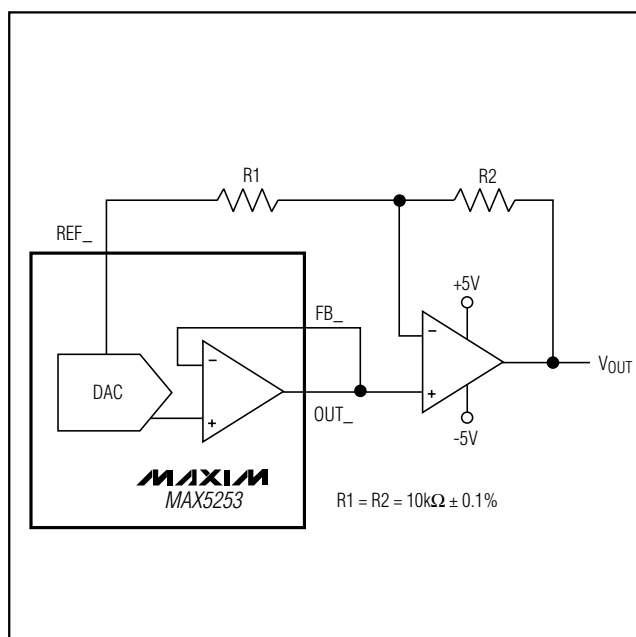 R1
R2
REF_
+5V
FB_
−
−
DAC
VOUT
+
+
OUT_
-5V
MAXIM
MAX5253
R1 = R2 = 10kΩ ± 0.1%